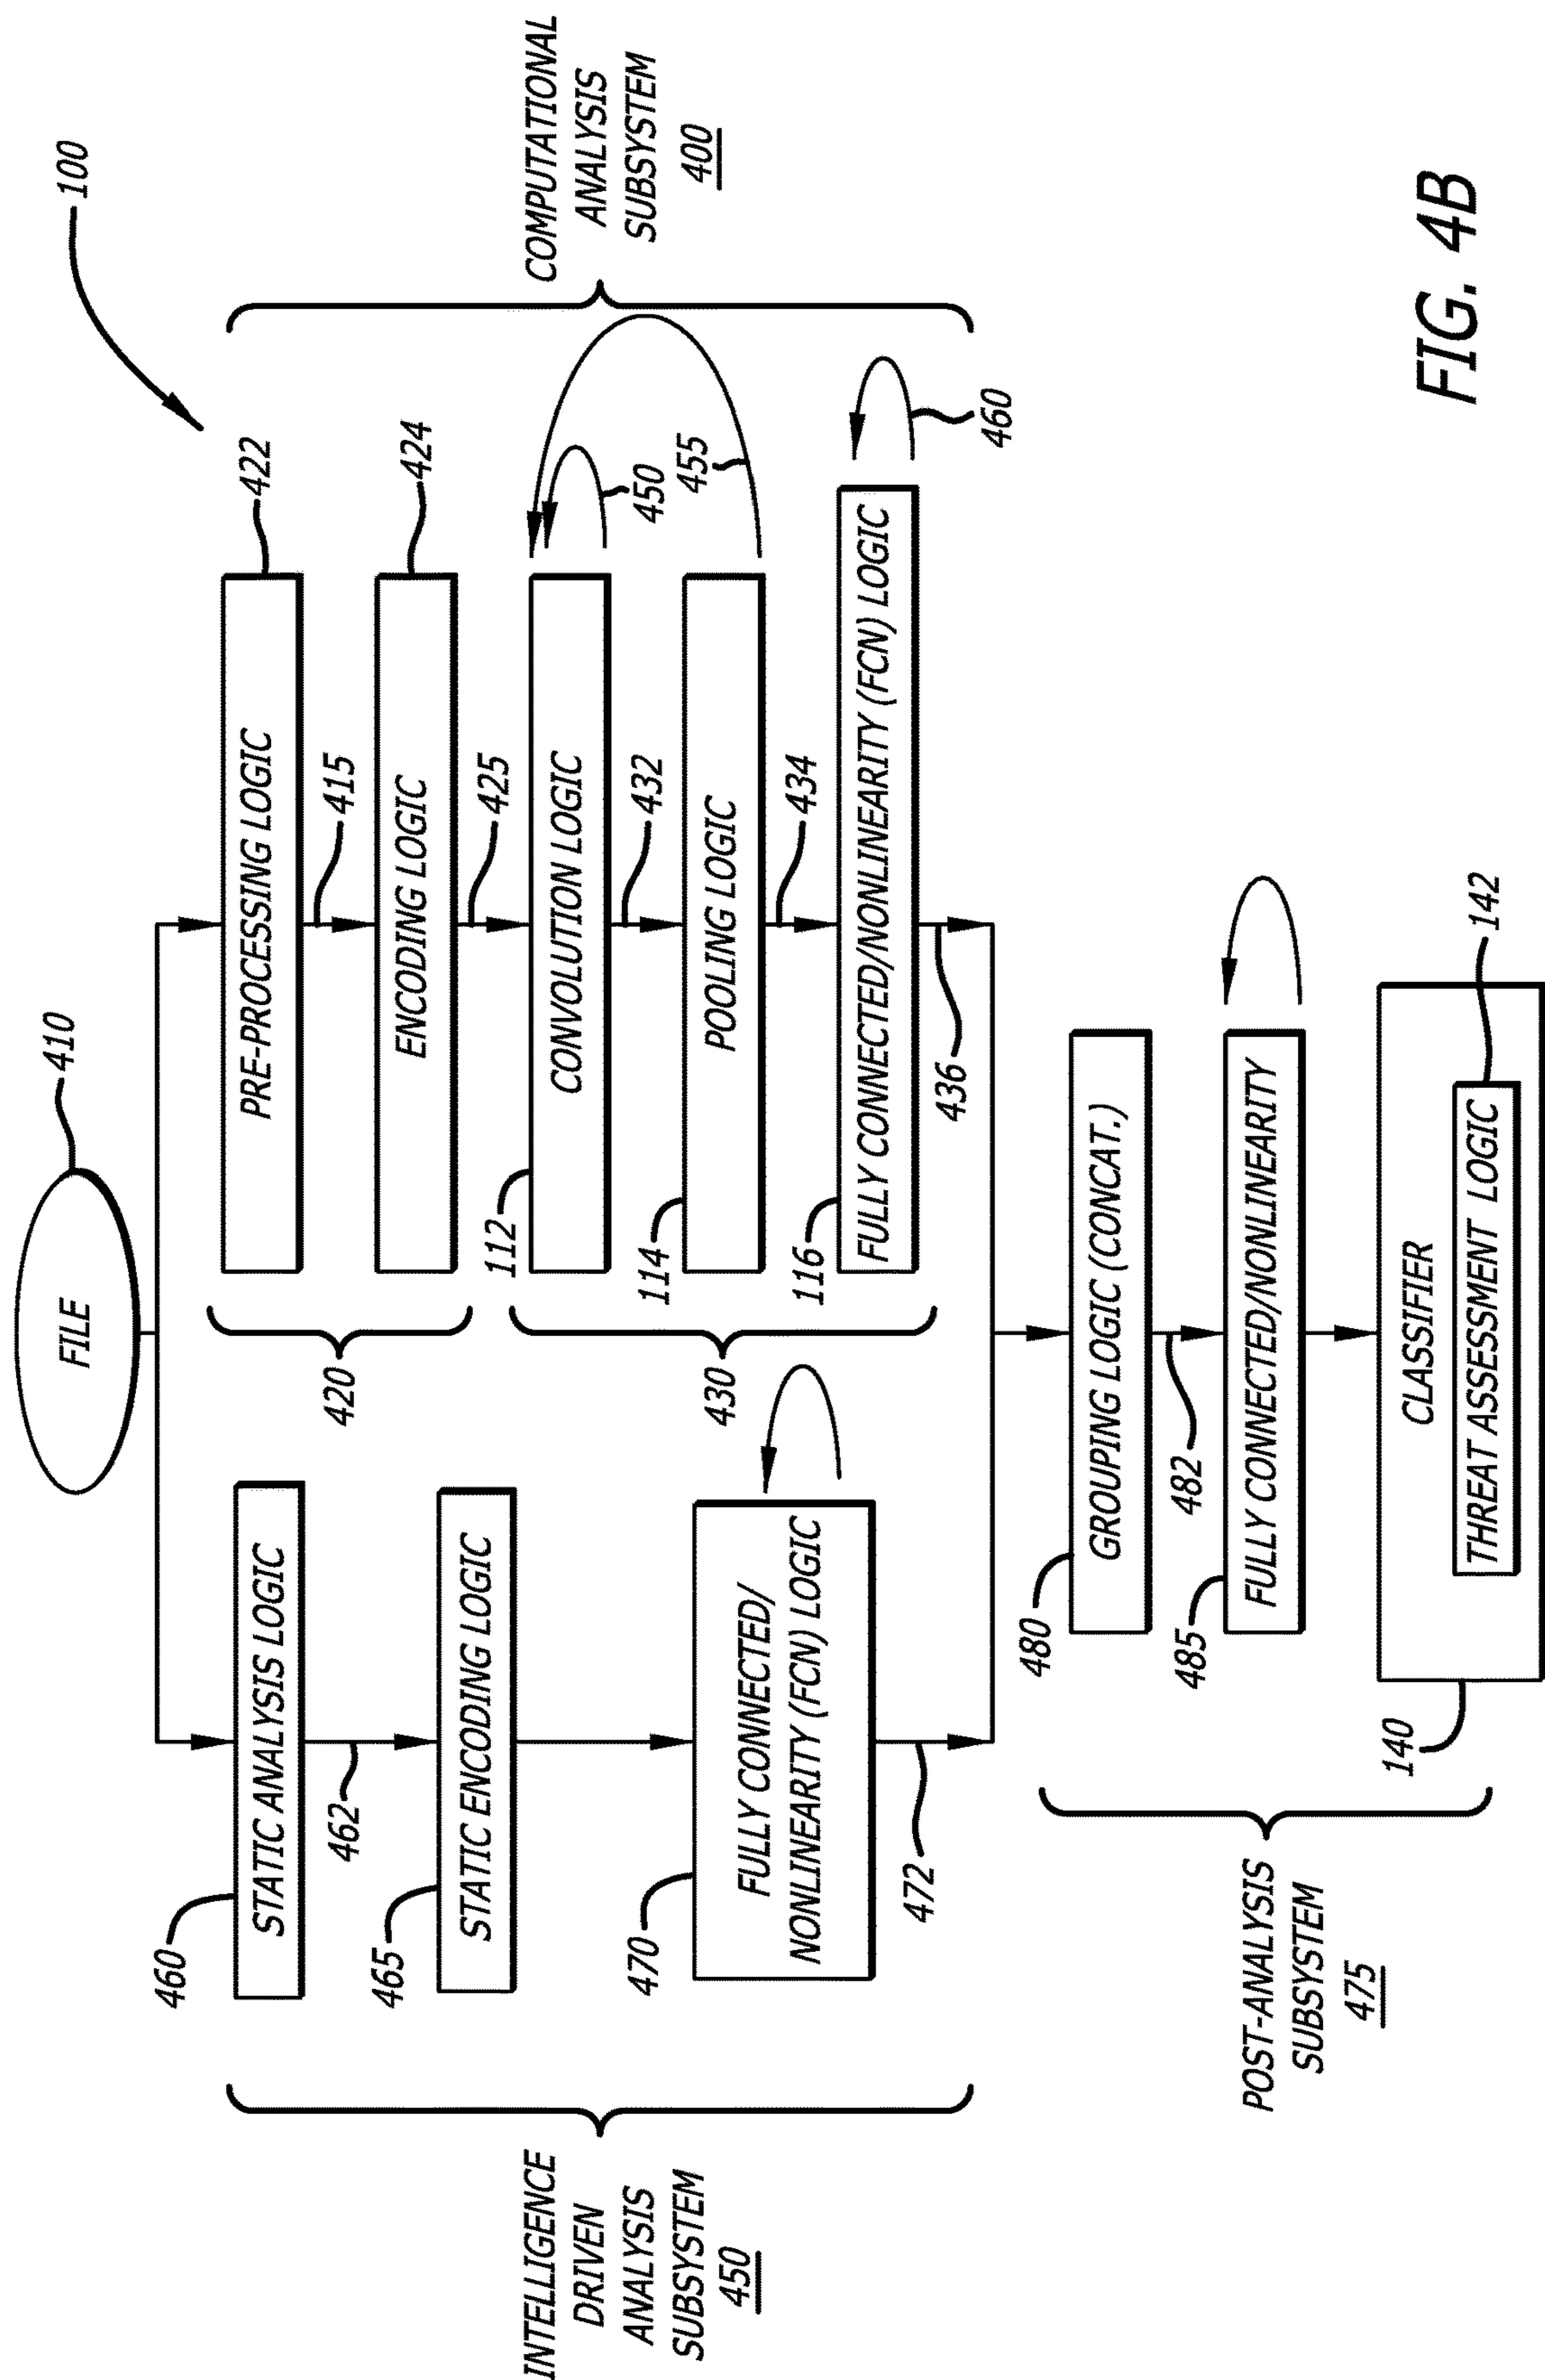 FILE
410
100
INTELLIGENCE
DRIVEN
ANALYSIS
SUBSYSTEM
450
460
STATIC ANALYSIS LOGIC
462
465
STATIC ENCODING LOGIC
470
FULLY CONNECTED/
NONLINEARITY (FCN) LOGIC
472
420
PRE-PROCESSING LOGIC
422
415
ENCODING LOGIC
424
425
430
112
CONVOLUTION LOGIC
450
432
114
POOLING LOGIC
455
434
116
FULLY CONNECTED/NONLINEARITY (FCN) LOGIC
460
436
COMPUTATIONAL
ANALYSIS
SUBSYSTEM
400
POST-ANALYSIS
SUBSYSTEM
475
480
GROUPING LOGIC (CONCAT.)
482
485
FULLY CONNECTED/NONLINEARITY
140
CLASSIFIER
THREAT ASSESSMENT LOGIC
142
FIG. 4B